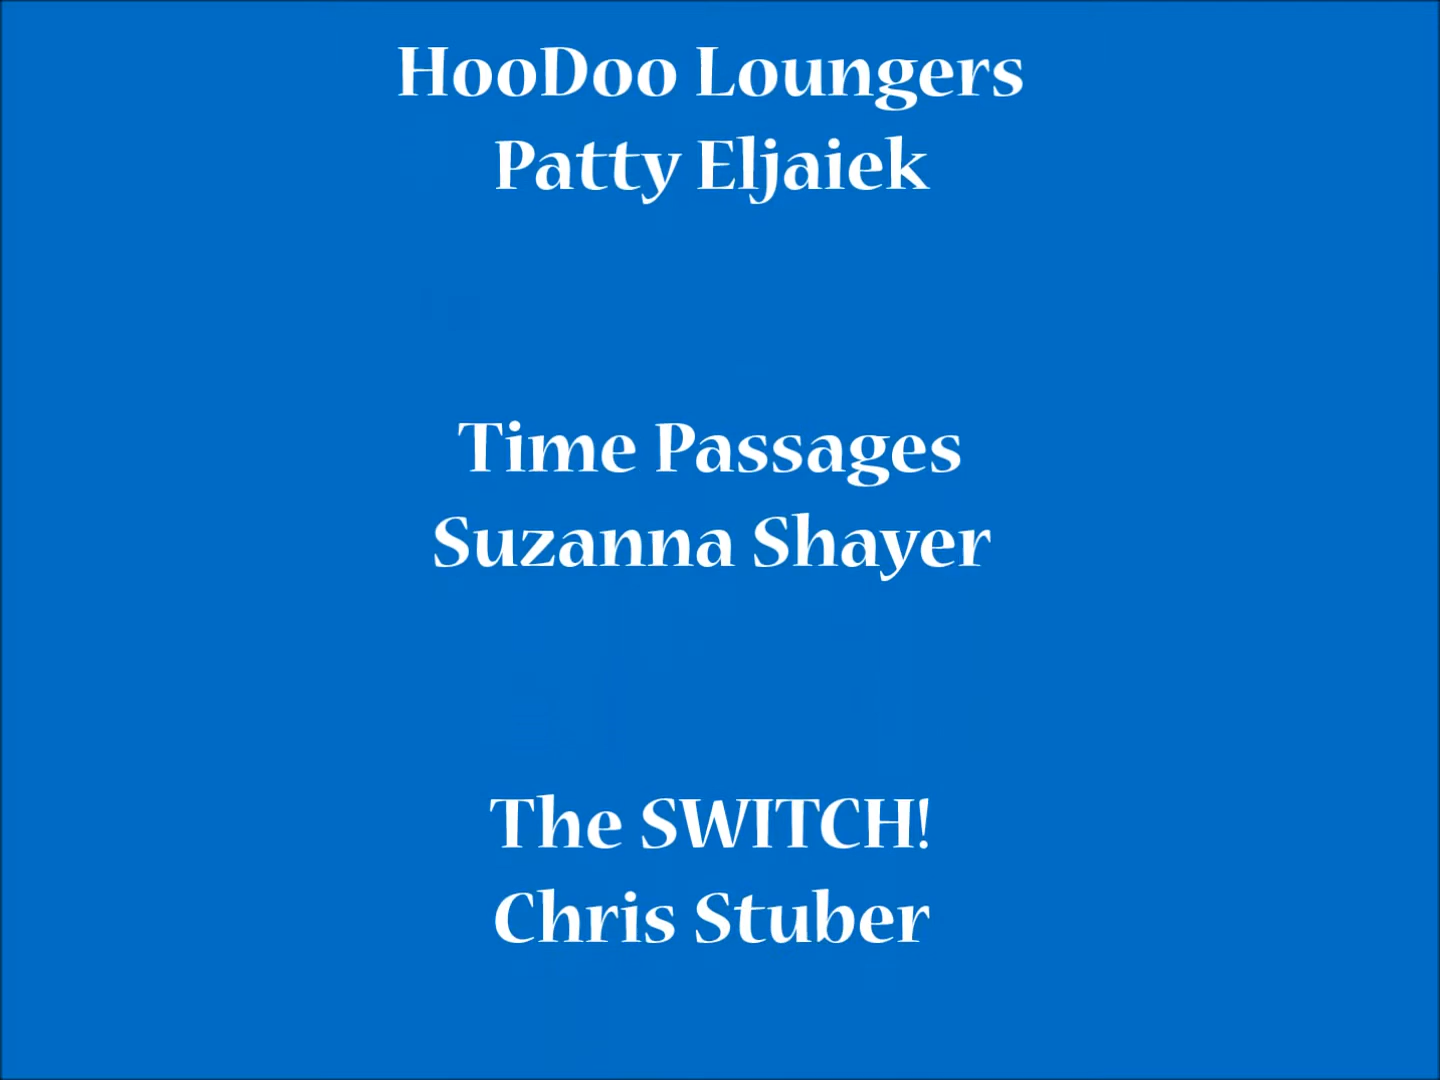 HooDoo Loungers
Patty Eljaiek
Time Passages
Suzanna Shayer
The SWITCH!
Chris Stuber